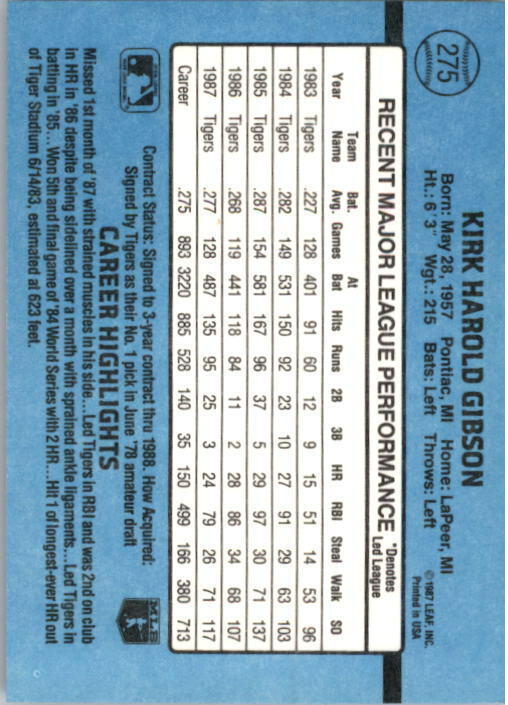 275
KIRK HAROLD GIBSON
© 1987 LEAF, INC.
Printed in USA
Born: May 28, 1957 Pontiac, MI Home: LaPeer, MI
Ht.: 6'3" Wgt.: 215 Bats: Left Throws: Left
RECENT MAJOR LEAGUE PERFORMANCE *Denotes Led League
Year Team Name Bat. Avg. Games At Bat Hits Runs 2B 3B HR RBI Steal Walk SO
1983 Tigers .227 128 401 91 60 12 9 15 51 14 53 96
1984 Tigers .282 149 531 150 92 23 10 27 91 29 63 103
1985 Tigers .287 154 581 167 96 37 5 29 97 30 71 137
1986 Tigers .268 119 441 118 84 11 2 28 86 34 68 107
1987 Tigers .277 128 487 135 95 25 3 24 79 26 71 117
Career .275 893 3220 885 528 140 35 150 499 166 380 713
Contract Status: Signed to 3-year contract thru 1988. How Acquired:
Signed by Tigers as their No. 1 pick in June '78 amateur draft
MLB
CAREER HIGHLIGHTS
Missed 1st month of '87 with strained muscles in his side...Led Tigers in RBI and was 2nd on club
in HR in '86 despite being sidelined over a month with sprained ankle ligaments...Led Tigers in
batting in '85...Won 5th and final game of '84 World Series with 2 HR...Hit 1 of longest-ever HR out
of Tiger Stadium 6/14/83, estimated at 623 feet.